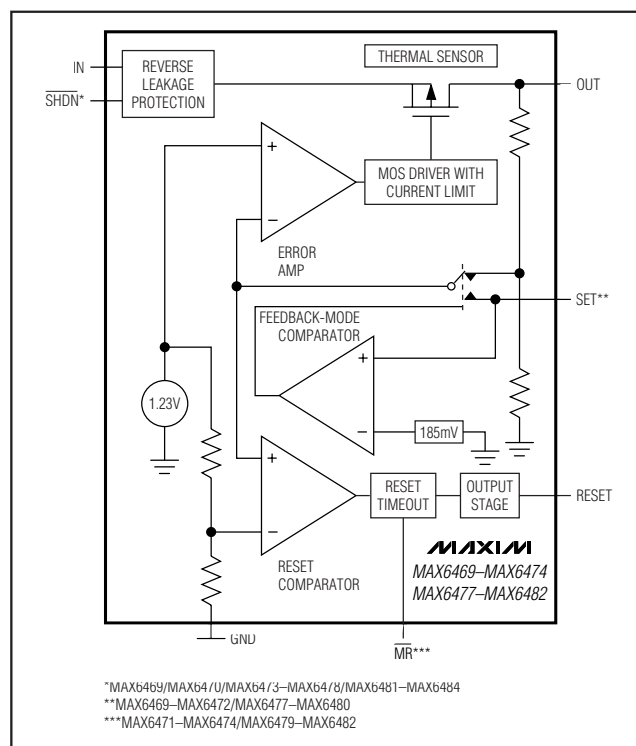 THERMAL SENSOR
IN
REVERSE
LEAKAGE
PROTECTION
SHDN*
OUT
+
MOS DRIVER WITH
CURRENT LIMIT
−
ERROR
AMP
SET**
FEEDBACK-MODE
COMPARATOR
+
1.23V
−
185mV
+
RESET
TIMEOUT
OUTPUT
STAGE
RESET
−
MAXIM
RESET
COMPARATOR
MAX6469–MAX6474
MAX6477–MAX6482
GND
MR***
*MAX6469/MAX6470/MAX6473–MAX6478/MAX6481–MAX6484
**MAX6469–MAX6472/MAX6477–MAX6480
***MAX6471–MAX6474/MAX6479–MAX6482